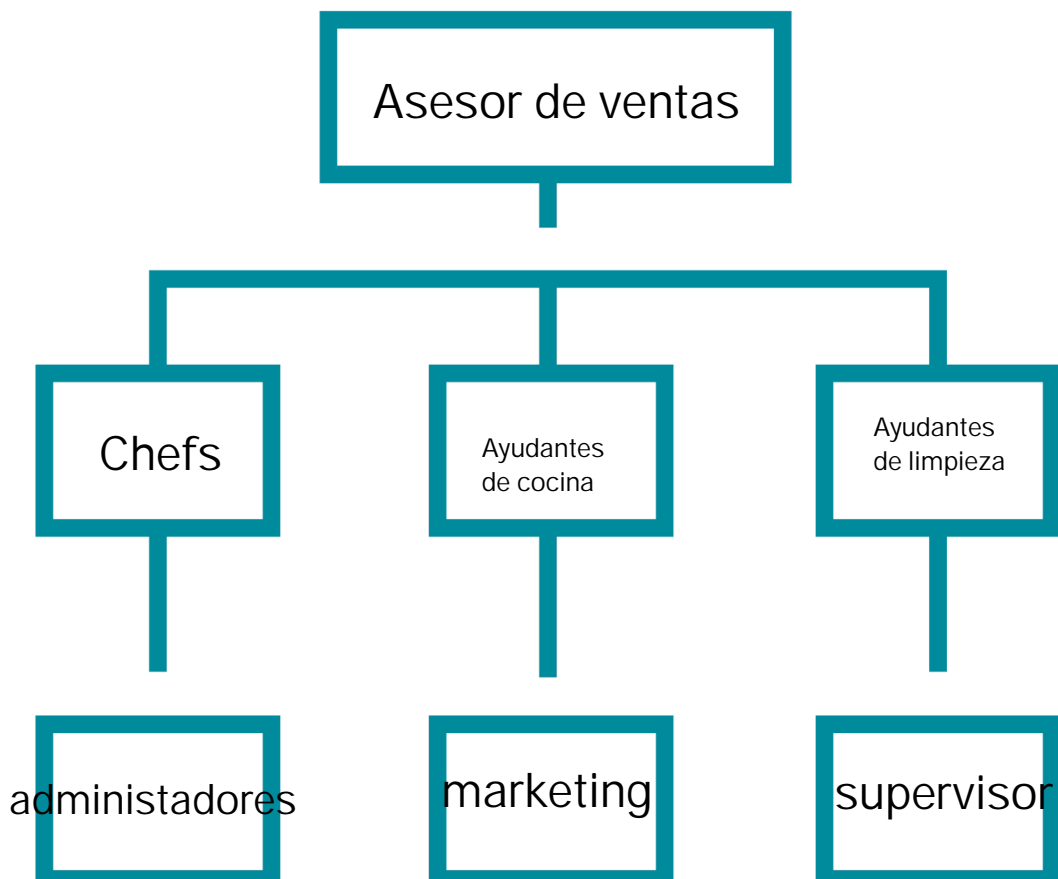 Asesor de ventas
Chefs
Ayudantes
de cocina
Ayudantes
de limpieza
administadores
marketing
supervisor